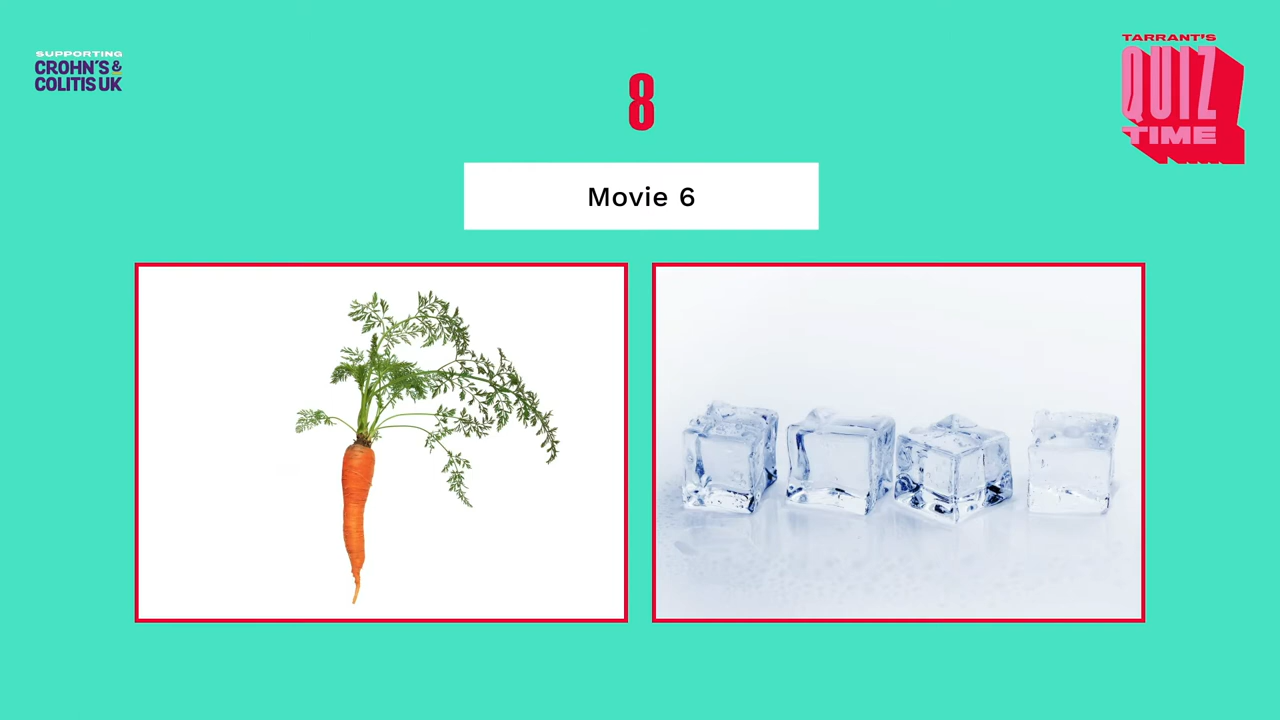 SUPPORTING
CROHN'S &
COLITIS UK
TARRANT'S
QUIZ
TIME
8
Movie 6